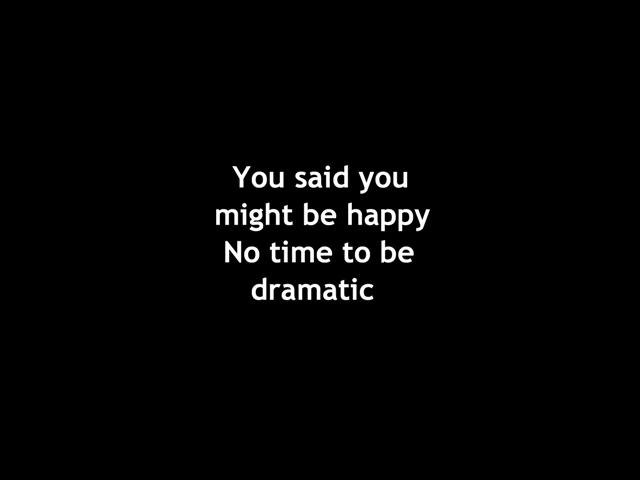 You said you
might be happy
No time to be
dramatic